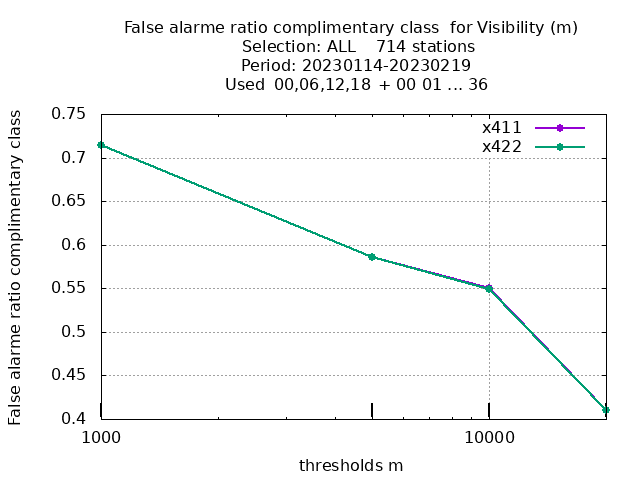 False alarme ratio complimentary class  for Visibility (m)
Selection: ALL    714 stations
Period: 20230114-20230219
Used  00,06,12,18 + 00 01 ... 36
False alarme ratio complimentary class
0.75
0.7
0.65
0.6
0.55
0.5
0.45
0.4
x411
x422
1000
10000
thresholds m